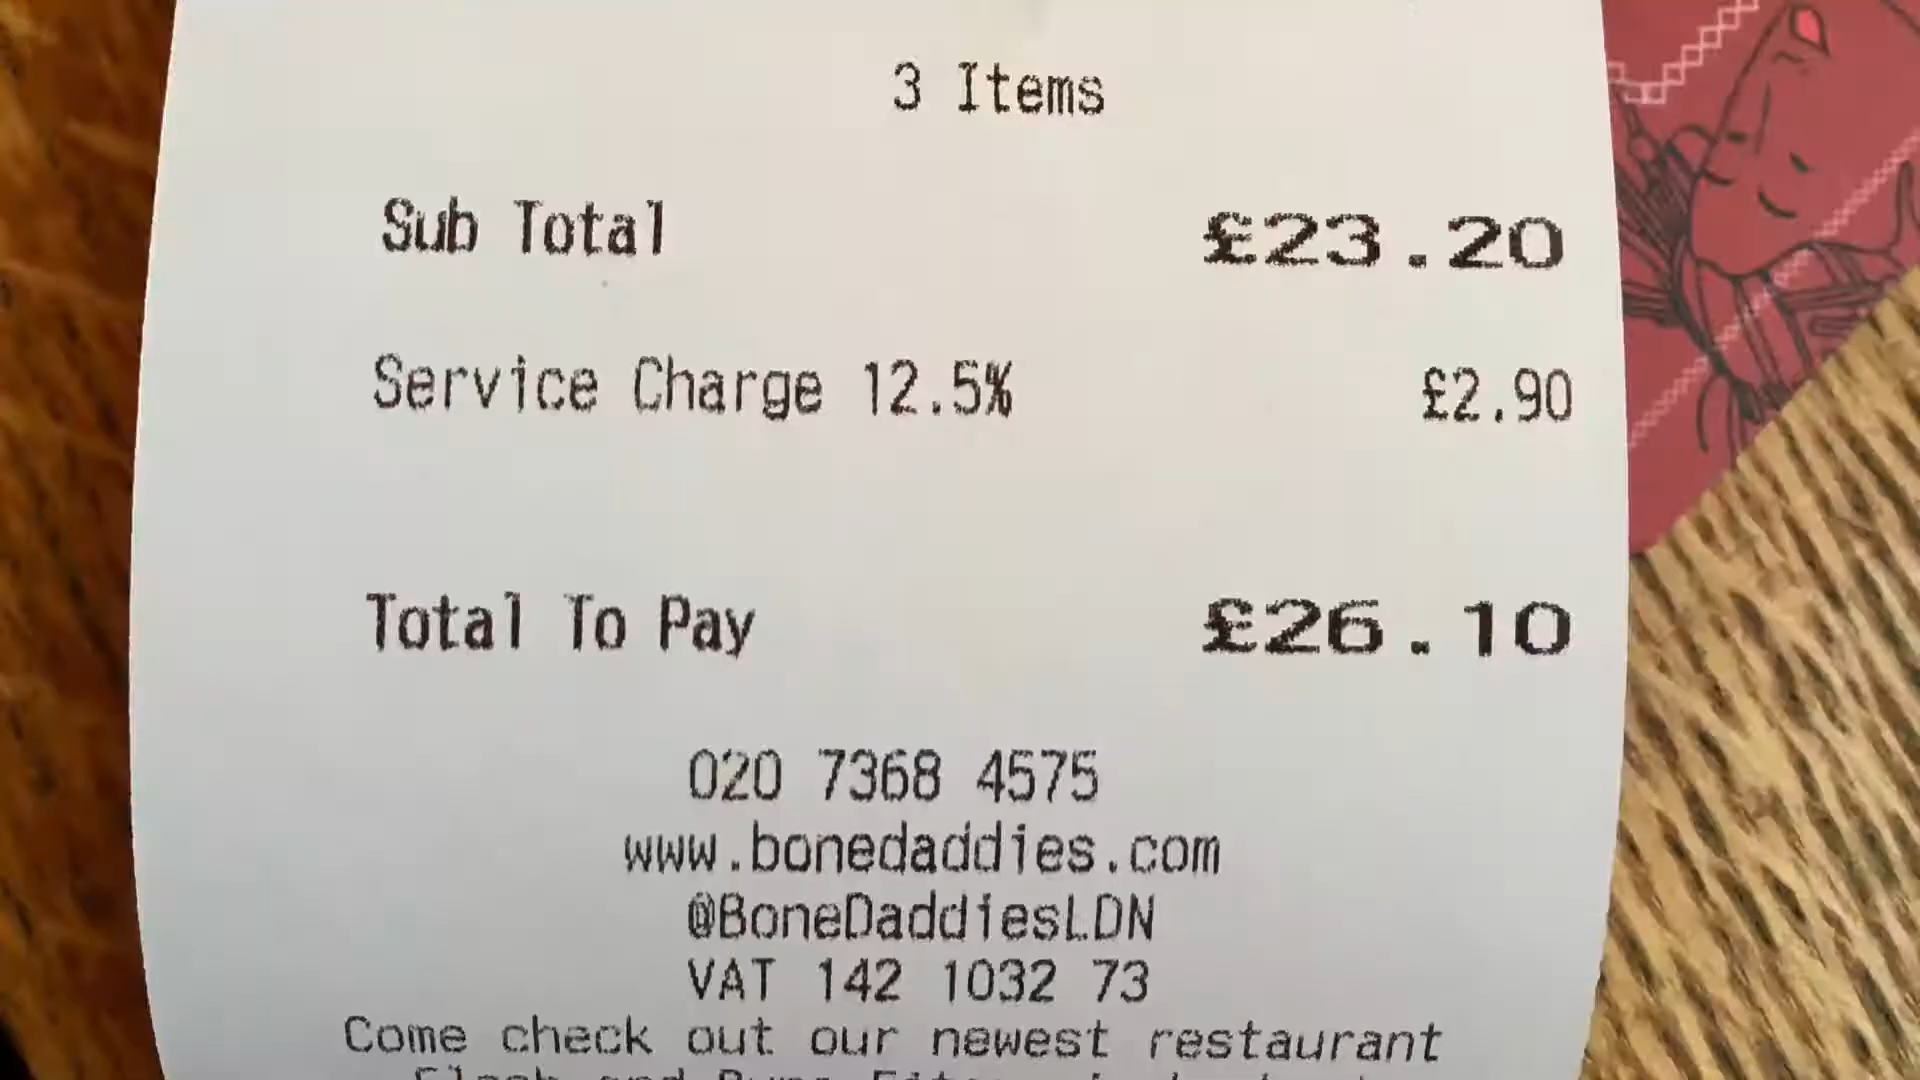 3 Items
Sub Total £23.20
Service Charge 12.5% £2.90
Total To Pay £26.10
020 7368 4575
www.bonedaddies.com
@BoneDaddiesLDN
VAT 142 1032 73
Come check out our newest restaurant